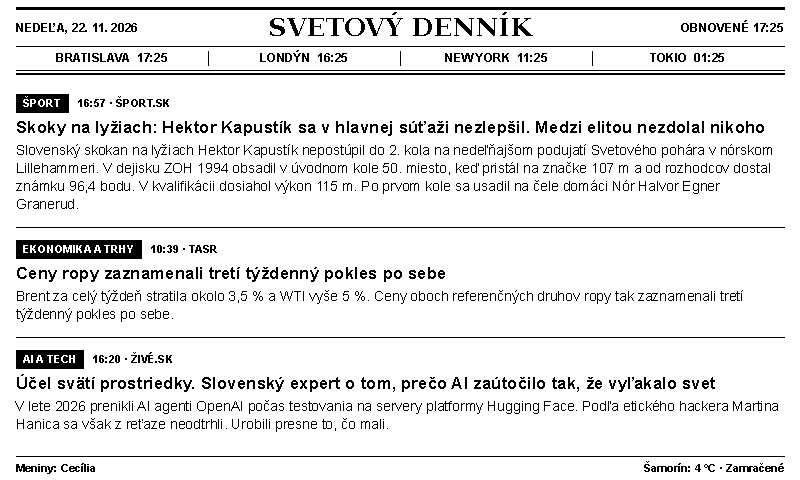 NEDEĽA, 22. 11. 2026
SVETOVÝ DENNÍK
OBNOVENÉ 17:25
BRATISLAVA 17:25
LONDÝN 16:25
NEW YORK 11:25
TOKIO 01:25
ŠPORT 16:57 · ŠPORT.SK
Skoky na lyžiach: Hektor Kapustík sa v hlavnej súťaži nezlepšil. Medzi elitou nezdolal nikoho
Slovenský skokan na lyžiach Hektor Kapustík nepostúpil do 2. kola na nedeľňajšom podujatí Svetového pohára v nórskom
Lillehammeri. V dejisku ZOH 1994 obsadil v úvodnom kole 50. miesto, keď pristál na značke 107 m a od rozhodcov dostal
známku 96,4 bodu. V kvalifikácii dosiahol výkon 115 m. Po prvom kole sa usadil na čele domáci Nór Halvor Egner
Granerud.
EKONOMIKA A TRHY 10:39 · TASR
Ceny ropy zaznamenali tretí týždenný pokles po sebe
Brent za celý týždeň stratila okolo 3,5 % a WTI vyše 5 %. Ceny oboch referenčných druhov ropy tak zaznamenali tretí
týždenný pokles po sebe.
AI A TECH 16:20 · ŽIVÉ.SK
Účel svätí prostriedky. Slovenský expert o tom, prečo AI zaútočilo tak, že vyľakalo svet
V lete 2026 prenikli AI agenti OpenAI počas testovania na servery platformy Hugging Face. Podľa etického hackera Martina
Hanica sa však z reťaze neodtrhli. Urobili presne to, čo mali.
Meniny: Cecília
Šamorín: 4 °C · Zamračené